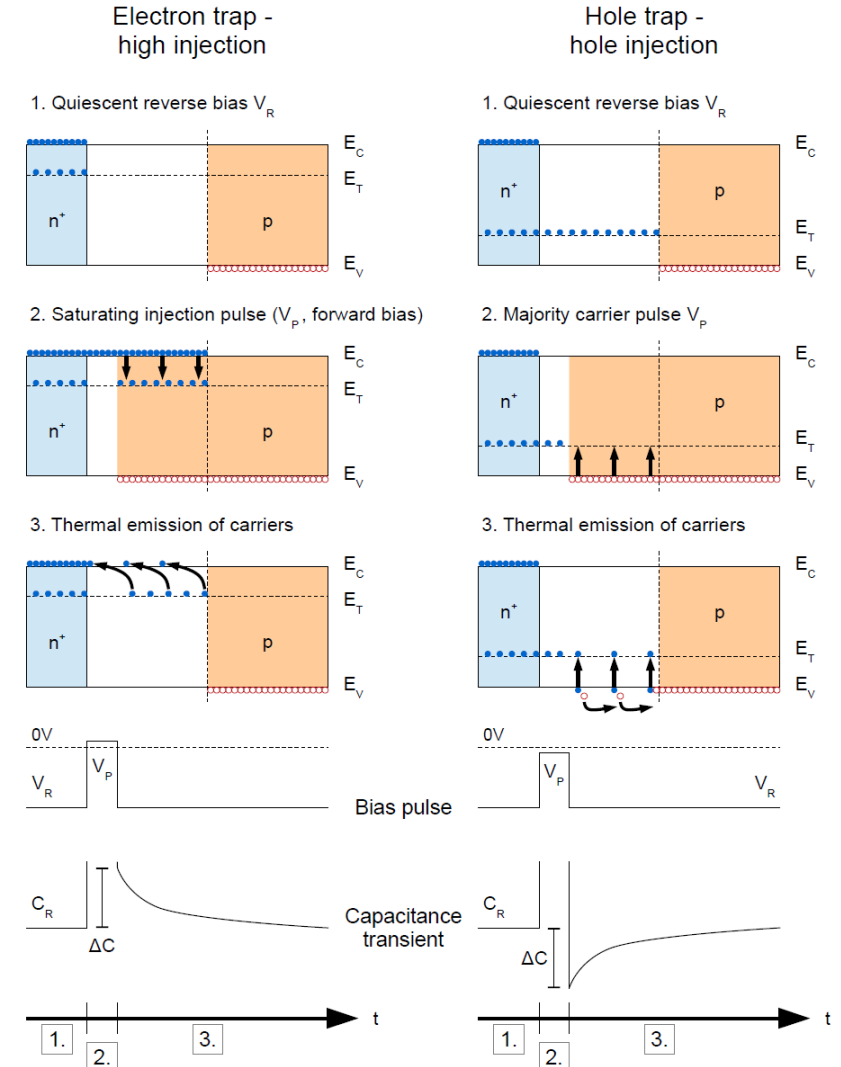 Electron trap -
high injection
1. Quiescent reverse bias V_R
E_C
E_T
n⁺
p
E_V
2. Saturating injection pulse (V_P, forward bias)
E_C
E_T
n⁺
p
E_V
3. Thermal emission of carriers
E_C
E_T
n⁺
p
E_V
0V
V_P
V_R
C_R
ΔC
1.
2.
3.
Bias pulse
Capacitance
transient
t
Hole trap -
hole injection
1. Quiescent reverse bias V_R
E_C
n⁺
p
E_T
E_V
2. Majority carrier pulse V_P
E_C
n⁺
p
E_T
E_V
3. Thermal emission of carriers
E_C
n⁺
p
E_T
E_V
0V
V_P
V_R
C_R
ΔC
1.
2.
3.
t